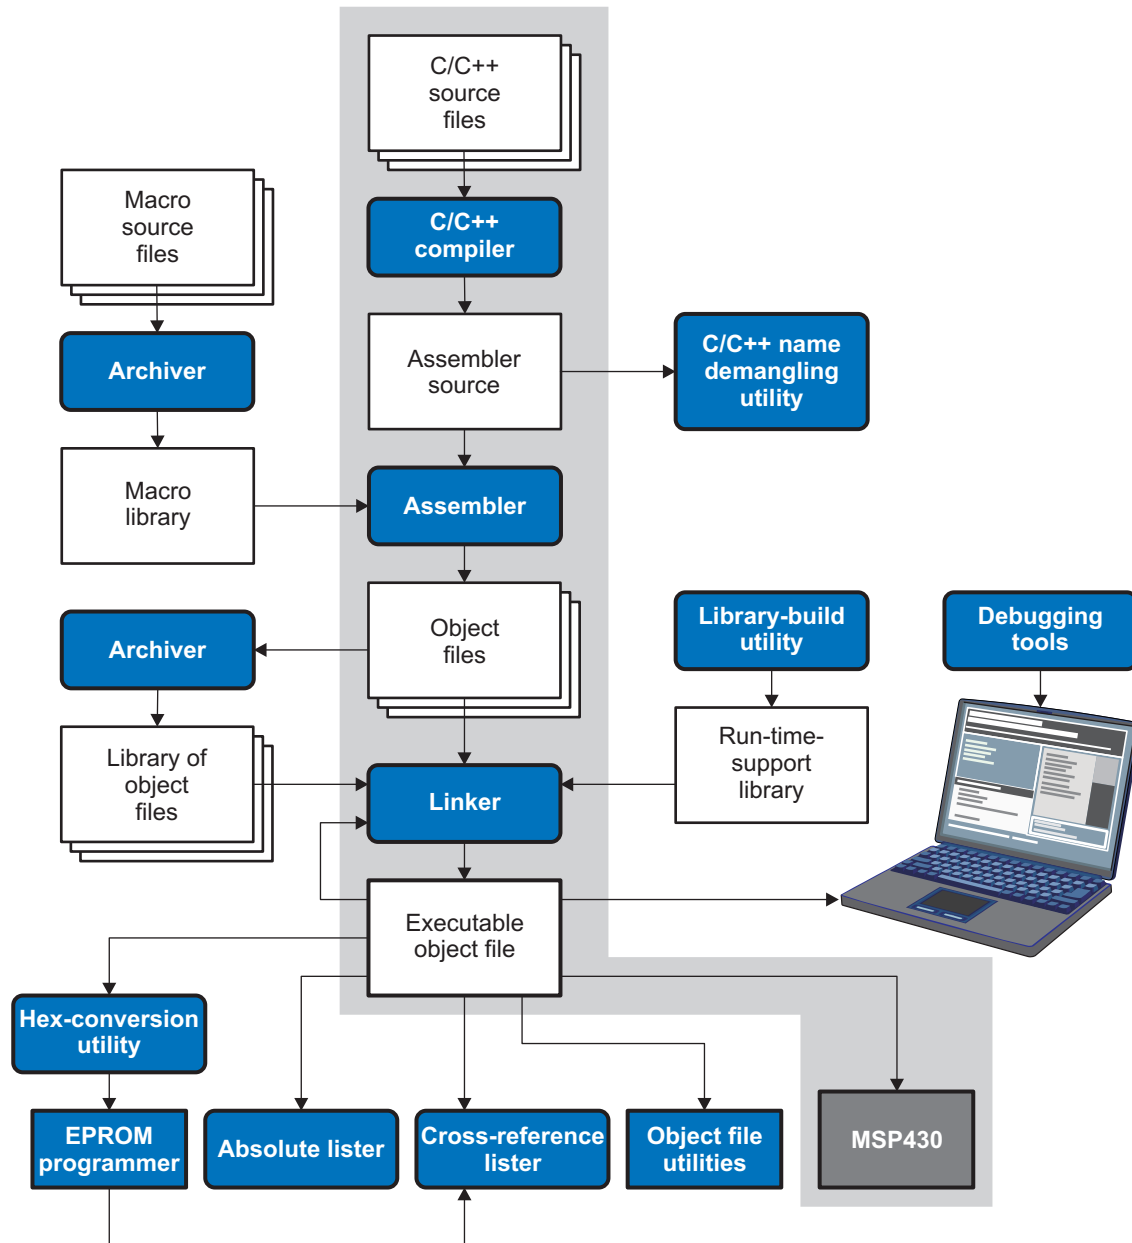 C/C++
source
files
Macro
source
files
C/C++
compiler
Archiver
Assembler
source
C/C++ name
demangling
utility
Macro
library
Assembler
Archiver
Object
files
Library-build
utility
Debugging
tools
Library of
object
files
Linker
Run-time-
support
library
Executable
object file
Hex-conversion
utility
EPROM
programmer
Absolute lister
Cross-reference
lister
Object file
utilities
MSP430